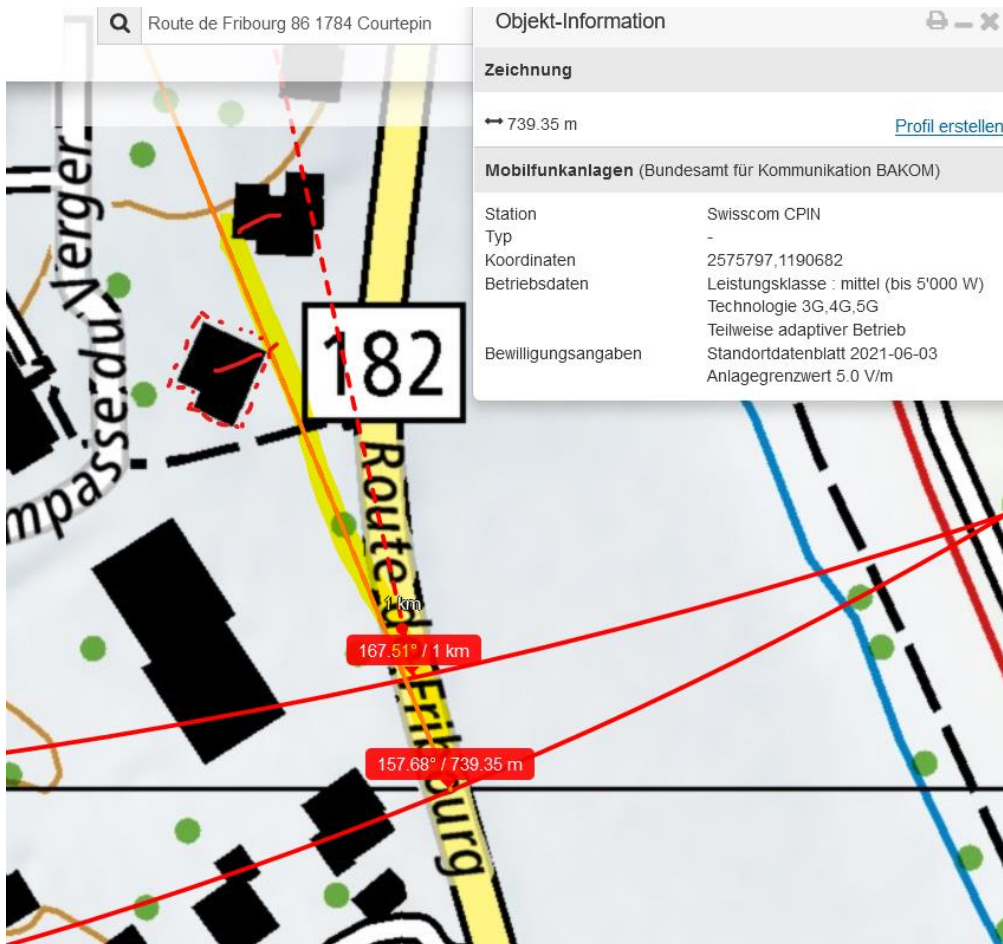 Route de Fribourg 86 1784 Courtepin
Objekt-Information
Zeichnung
739.35 m
Profil erstellen
Mobilfunkanlagen (Bundesamt für Kommunikation BAKOM)
Station Swisscom CPIN
Typ -
Koordinaten 2575797,1190682
Betriebsdaten Leistungsklasse : mittel (bis 5'000 W)
Technologie 3G,4G,5G
Teilweise adaptiver Betrieb
Bewilligungsangaben Standortdatenblatt 2021-06-03
Anlagegrenzwert 5.0 V/m
mpasse du Verger
182
Route d Fribourg
1 km
167.51° / 1 km
157.68° / 739.35 m